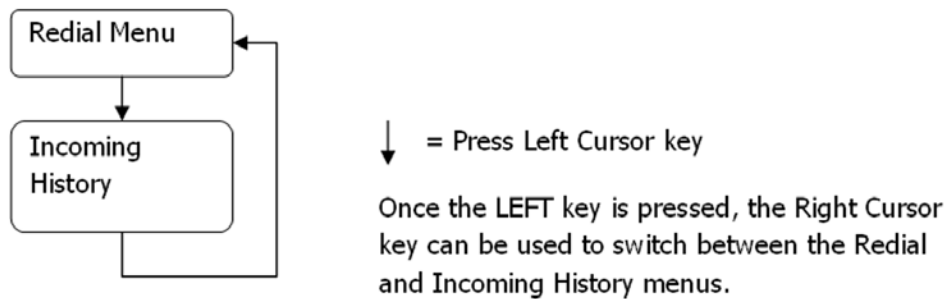 Redial Menu
Incoming
History
= Press Left Cursor key
Once the LEFT key is pressed, the Right Cursor
key can be used to switch between the Redial
and Incoming History menus.